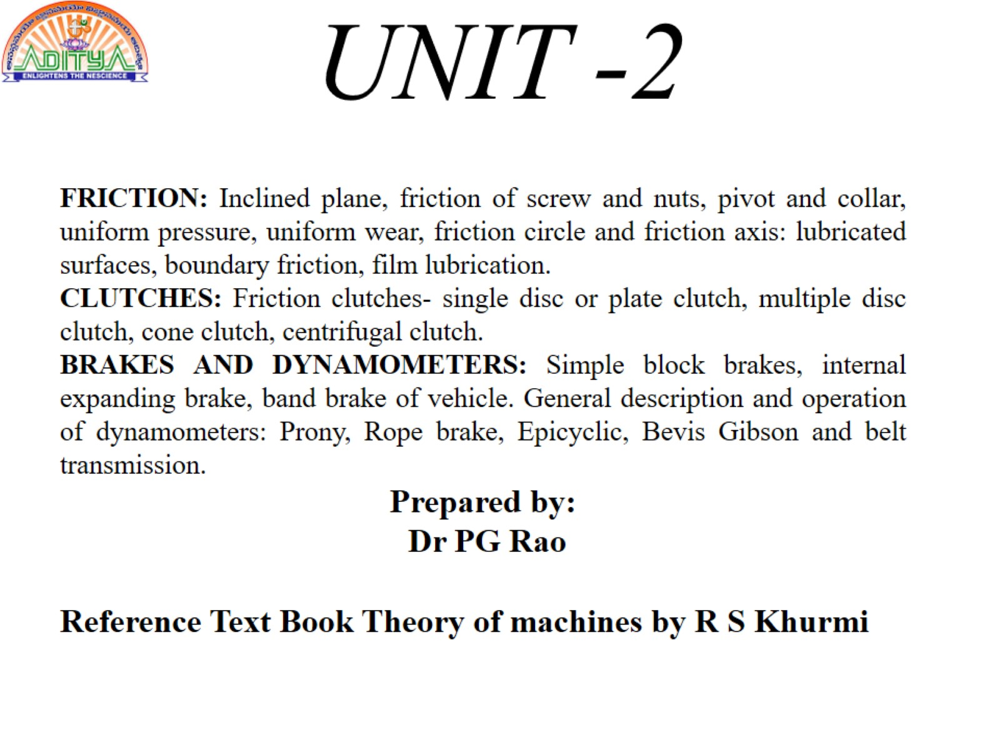 ADITYA
ENLIGHTENS THE NESCIENCE
UNIT -2
FRICTION: Inclined plane, friction of screw and nuts, pivot and collar,
uniform pressure, uniform wear, friction circle and friction axis: lubricated
surfaces, boundary friction, film lubrication.
CLUTCHES: Friction clutches- single disc or plate clutch, multiple disc
clutch, cone clutch, centrifugal clutch.
BRAKES AND DYNAMOMETERS: Simple block brakes, internal
expanding brake, band brake of vehicle. General description and operation
of dynamometers: Prony, Rope brake, Epicyclic, Bevis Gibson and belt
transmission.
Prepared by:
Dr PG Rao
Reference Text Book Theory of machines by R S Khurmi